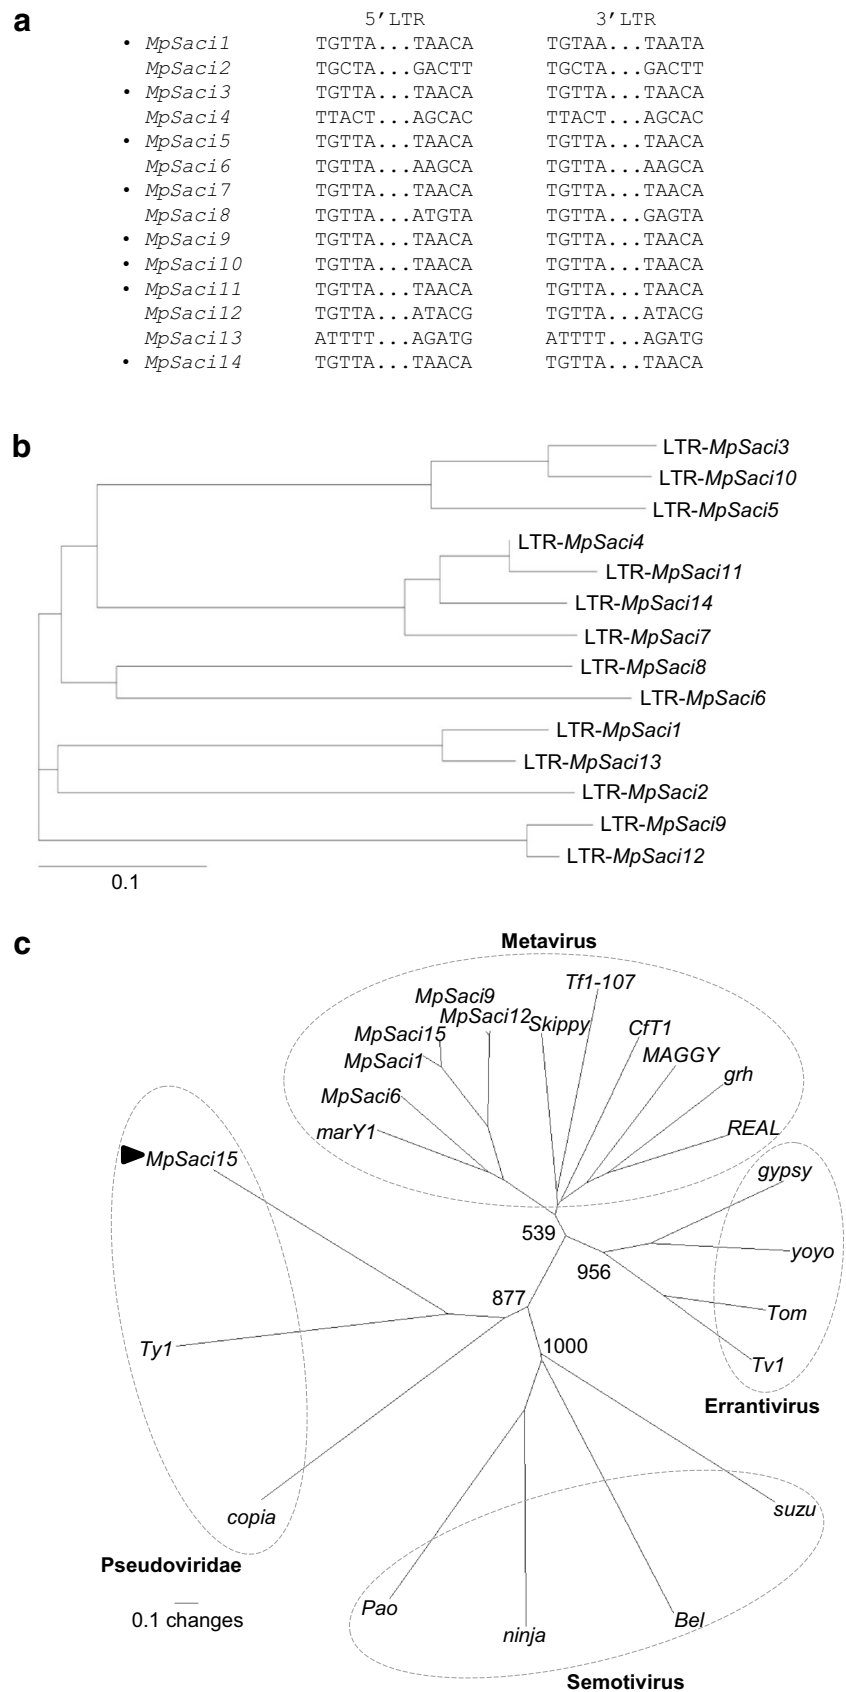 a
5’LTR 3’LTR
• MpSaci1 TGTTA...TAACA TGTAA...TAATA
MpSaci2 TGCTA...GACTT TGCTA...GACTT
• MpSaci3 TGTTA...TAACA TGTTA...TAACA
MpSaci4 TTACT...AGCAC TTACT...AGCAC
• MpSaci5 TGTTA...TAACA TGTTA...TAACA
MpSaci6 TGTTA...AAGCA TGTTA...AAGCA
• MpSaci7 TGTTA...TAACA TGTTA...TAACA
MpSaci8 TGTTA...ATGTA TGTTA...GAGTA
• MpSaci9 TGTTA...TAACA TGTTA...TAACA
• MpSaci10 TGTTA...TAACA TGTTA...TAACA
• MpSaci11 TGTTA...TAACA TGTTA...TAACA
MpSaci12 TGTTA...ATACG TGTTA...ATACG
MpSaci13 ATTTT...AGATG ATTTT...AGATG
• MpSaci14 TGTTA...TAACA TGTTA...TAACA
b
LTR-MpSaci3
LTR-MpSaci10
LTR-MpSaci5
LTR-MpSaci4
LTR-MpSaci11
LTR-MpSaci14
LTR-MpSaci7
LTR-MpSaci8
LTR-MpSaci6
LTR-MpSaci1
LTR-MpSaci13
LTR-MpSaci2
LTR-MpSaci9
LTR-MpSaci12
0.1
c
Metavirus
Tf1-107
MpSaci9
MpSaci12
Skippy
CfT1
MpSaci15
MAGGY
MpSaci1
grh
MpSaci6
marY1
REAL
MpSaci15
gypsy
539
yoyo
956
877
Tom
Ty1
1000
Tv1
Errantivirus
copia
suzu
Pseudoviridae
0.1 changes
Pao
ninja
Bel
Semotivirus